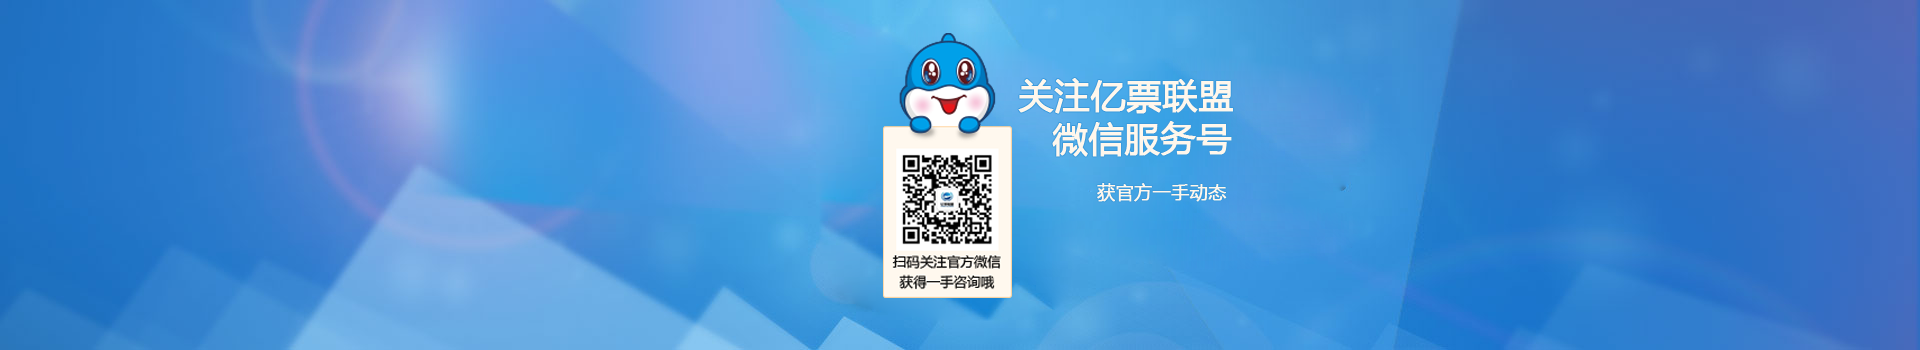 关注亿票联盟
微信服务号
获官方一手动态
扫码关注官方微信
获得一手咨询哦